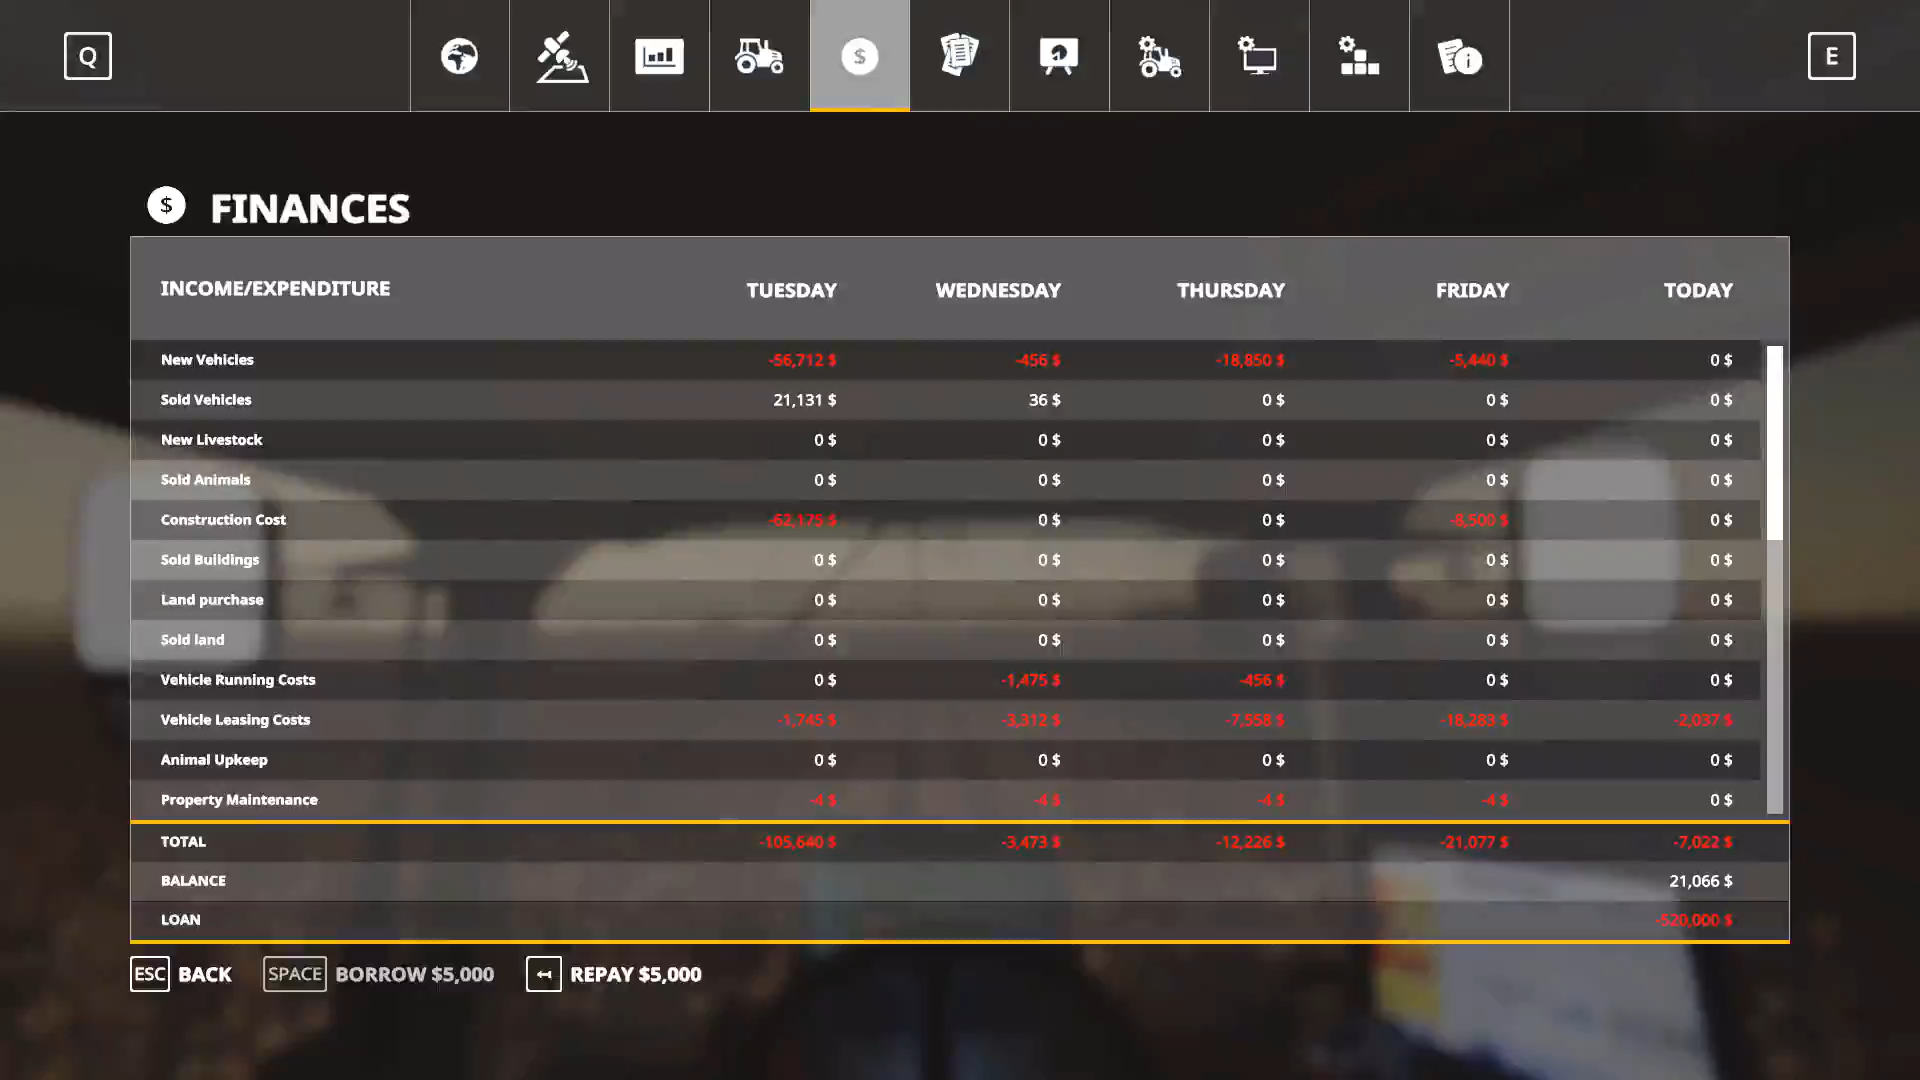 Q
$
E
$ FINANCES
INCOME/EXPENDITURE TUESDAY WEDNESDAY THURSDAY FRIDAY TODAY
New Vehicles -56,712 $ -456 $ -18,850 $ -5,440 $ 0 $
Sold Vehicles 21,131 $ 36 $ 0 $ 0 $ 0 $
New Livestock 0 $ 0 $ 0 $ 0 $ 0 $
Sold Animals 0 $ 0 $ 0 $ 0 $ 0 $
Construction Cost -62,175 $ 0 $ 0 $ -8,500 $ 0 $
Sold Buildings 0 $ 0 $ 0 $ 0 $ 0 $
Land purchase 0 $ 0 $ 0 $ 0 $ 0 $
Sold land 0 $ 0 $ 0 $ 0 $ 0 $
Vehicle Running Costs 0 $ -1,475 $ -456 $ 0 $ 0 $
Vehicle Leasing Costs -1,745 $ -3,312 $ -7,558 $ -18,283 $ -2,037 $
Animal Upkeep 0 $ 0 $ 0 $ 0 $ 0 $
Property Maintenance -4 $ -4 $ -4 $ -4 $ 0 $
TOTAL -105,640 $ -3,473 $ -12,226 $ -21,077 $ -7,022 $
BALANCE 21,066 $
LOAN -520,000 $
ESC BACK SPACE BORROW $5,000 REPAY $5,000